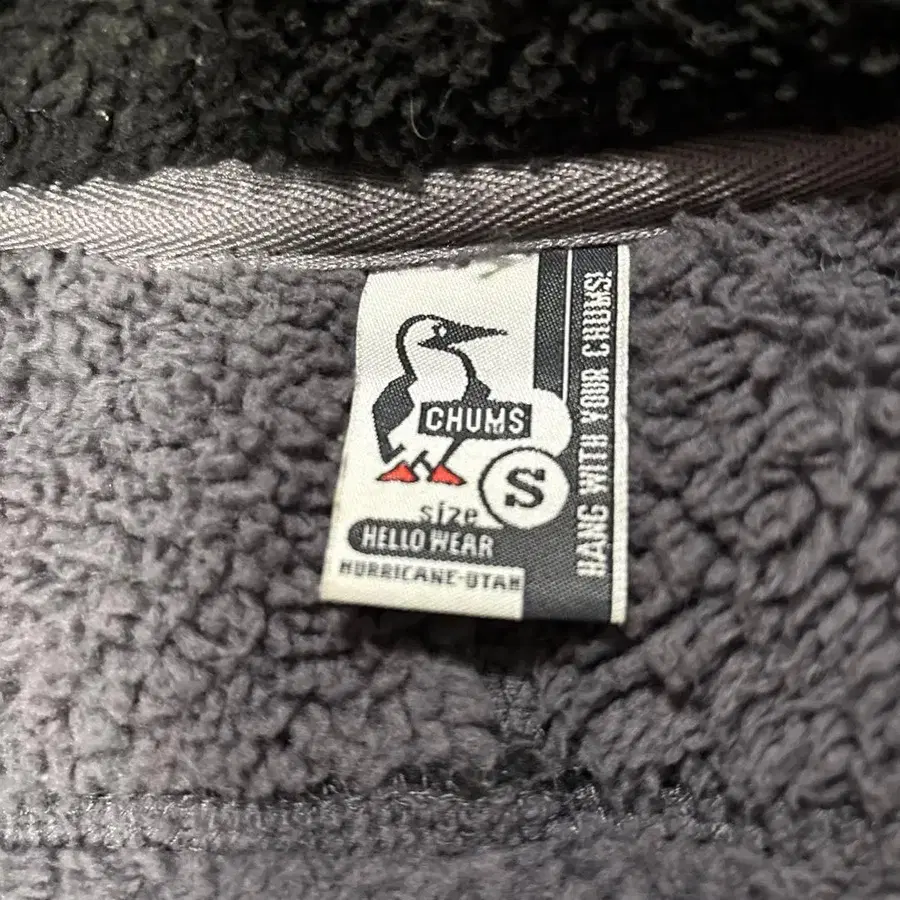 CHUMS
S
size
HELLO WEAR
HURRICANE-UTAH
HANG WITH YOUR CHUMS!